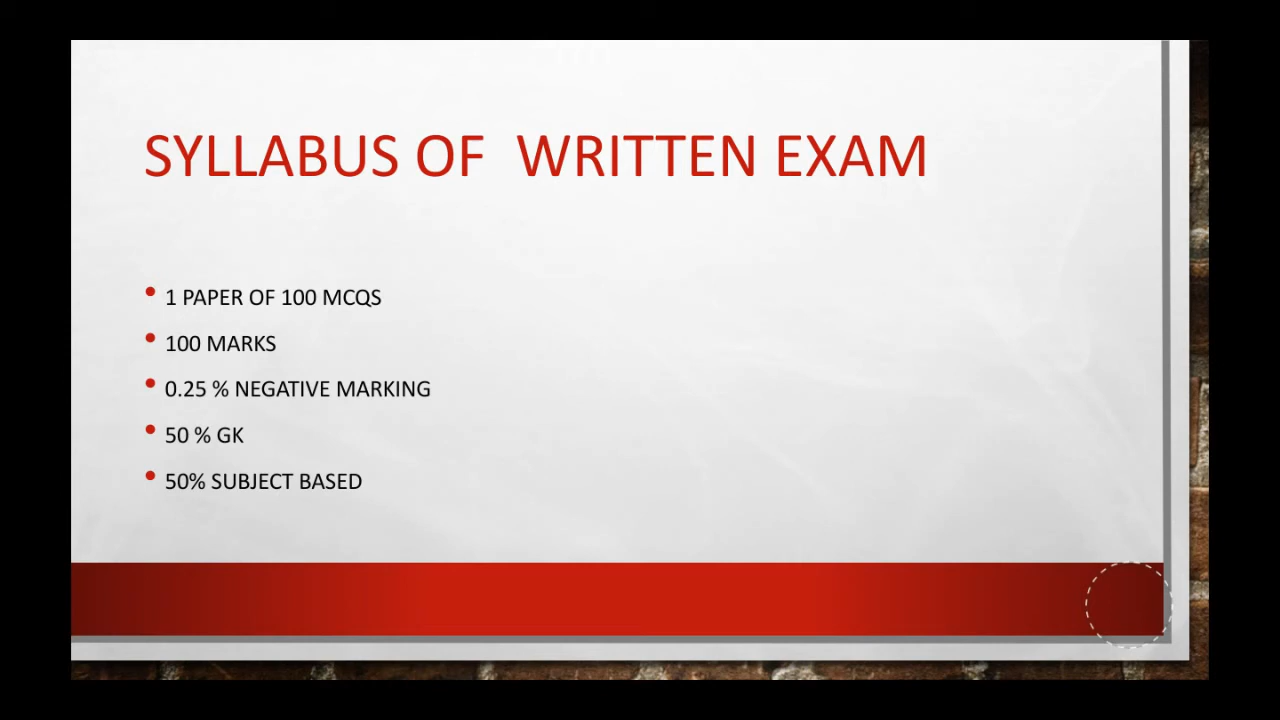 SYLLABUS OF WRITTEN EXAM
• 1 PAPER OF 100 MCQS
• 100 MARKS
• 0.25 % NEGATIVE MARKING
• 50 % GK
• 50% SUBJECT BASED